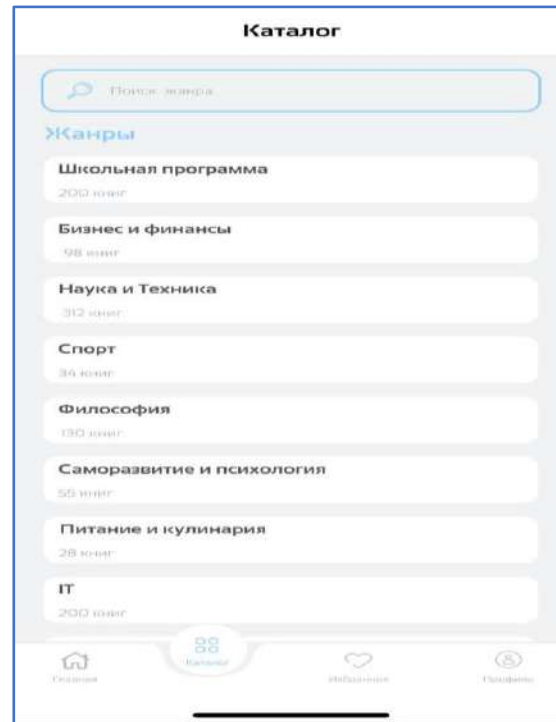 Каталог
Поиск жанра
Жанры
Школьная программа
200 книг
Бизнес и финансы
98 книг
Наука и Техника
312 книг
Спорт
34 книг
Философия
130 книг
Саморазвитие и психология
55 книг
Питание и кулинария
28 книг
IT
200 книг
Главная
Каталог
Избранное
Профиль